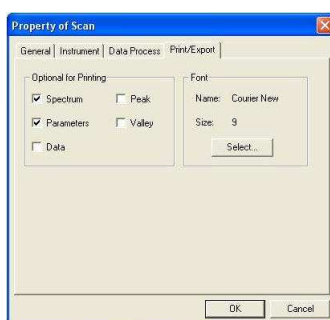 Property of Scan
General Instrument Data Process Print/Export
Optional for Printing
Spectrum Peak
Parameters Valley
Data
Font
Name: Courier New
Size: 9
Select...
OK Cancel